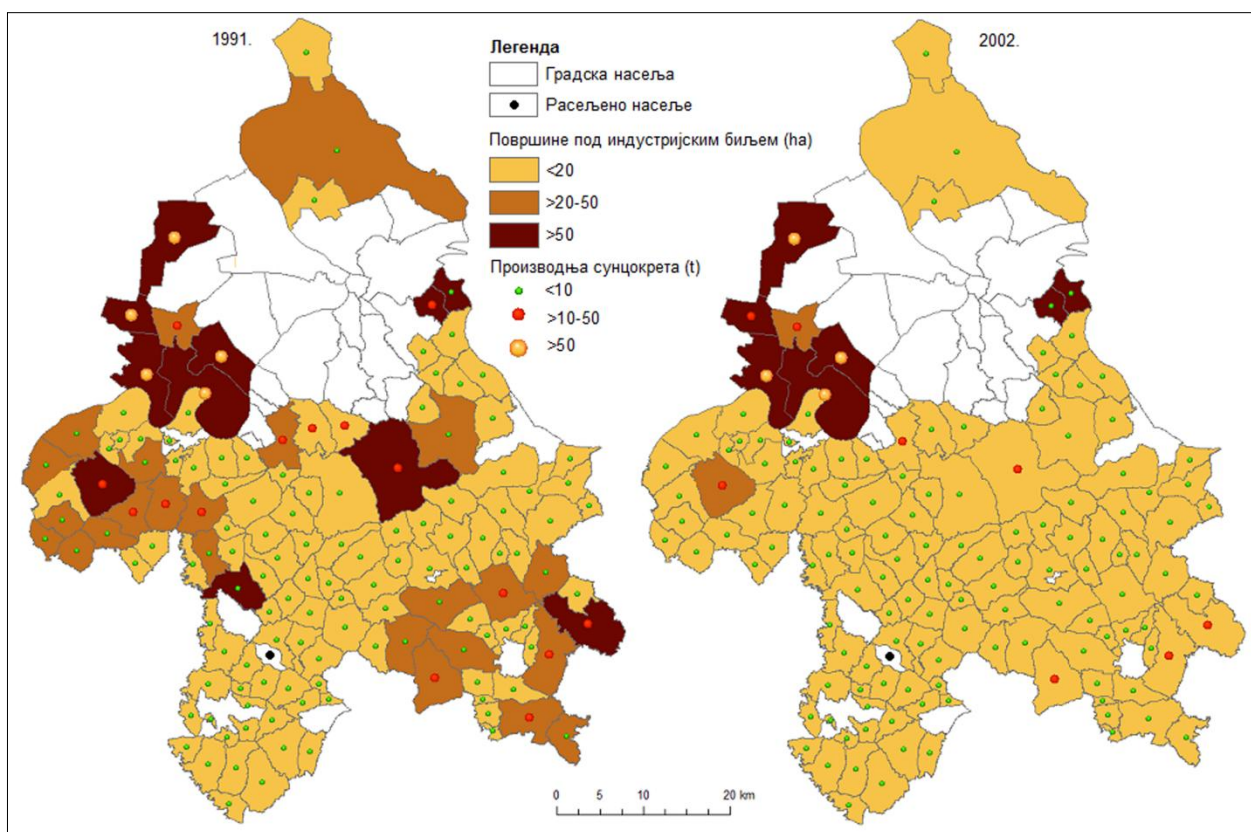 1991.
2002.
Легенда
Градска насеља
Расељено насеље
Површине под индустријским биљем (ha)
<20
>20-50
>50
Производња сунцокрета (t)
<10
>10-50
>50
0 5 10 20 km